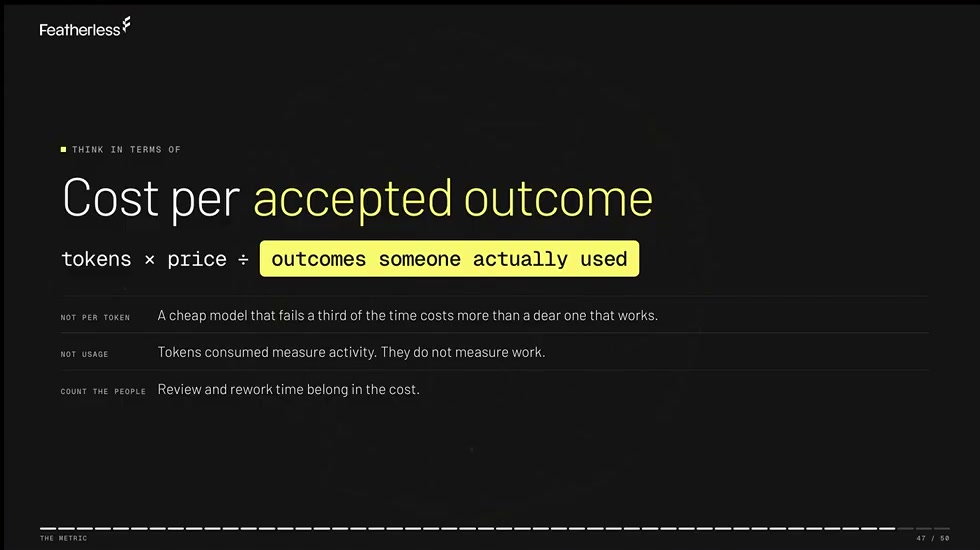 Featherless
THINK IN TERMS OF
Cost per accepted outcome
tokens × price ÷ outcomes someone actually used
NOT PER TOKEN A cheap model that fails a third of the time costs more than a dear one that works.
NOT USAGE Tokens consumed measure activity. They do not measure work.
COUNT THE PEOPLE Review and rework time belong in the cost.
THE METRIC 47 / 50